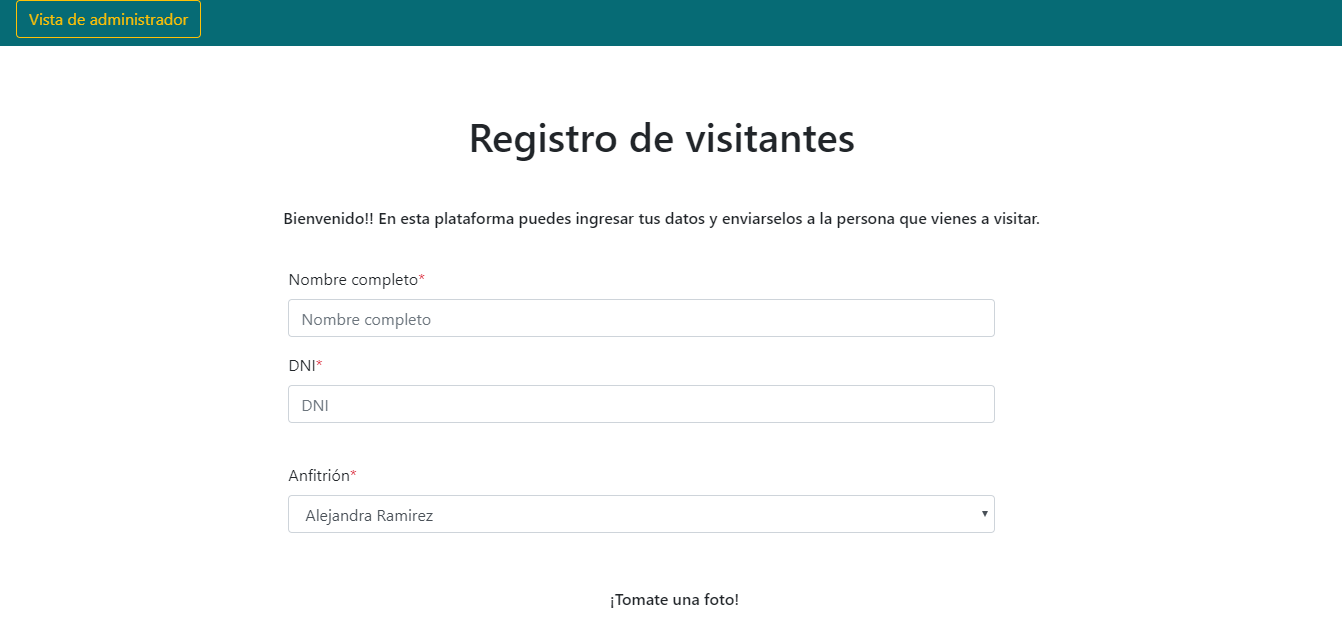 Vista de administrador
Registro de visitantes
Bienvenido!! En esta plataforma puedes ingresar tus datos y enviarselos a la persona que vienes a visitar.
Nombre completo*
Nombre completo
DNI*
DNI
Anfitrión*
Alejandra Ramirez
¡Tomate una foto!